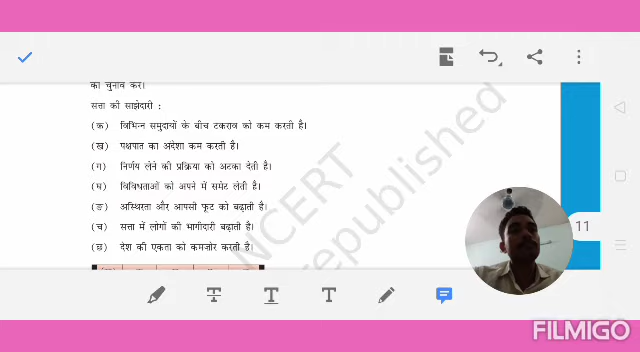 का चुनाव करें।
सत्ता की साझेदारी :
(क) विभिन्न समुदायों के बीच टकराव को कम करती है।
(ख) पक्षपात का अंदेशा कम करती है।
(ग) निर्णय लेने की प्रक्रिया को अटका देती है।
(घ) विविधताओं को अपने में समेट लेती है।
(ङ) अस्थिरता और आपसी फूट को बढ़ाती है।
(च) सत्ता में लोगों की भागीदारी बढ़ाती है।
(छ) देश की एकता को कमजोर करती है।
11
NCERT
republished
T T T
FILMIGO